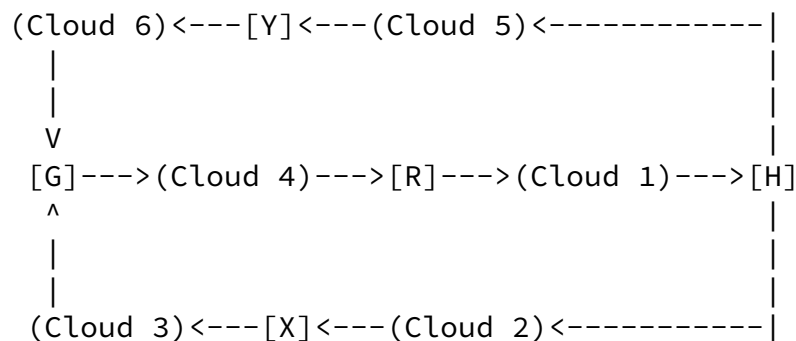 (Cloud 6)<---[Y]<---(Cloud 5)<------------|
|                                         |
|                                         |
V                                         |
[G]--->(Cloud 4)--->[R]--->(Cloud 1)--->[H]
^                                         |
|                                         |
|                                         |
(Cloud 3)<---[X]<---(Cloud 2)<-----------|